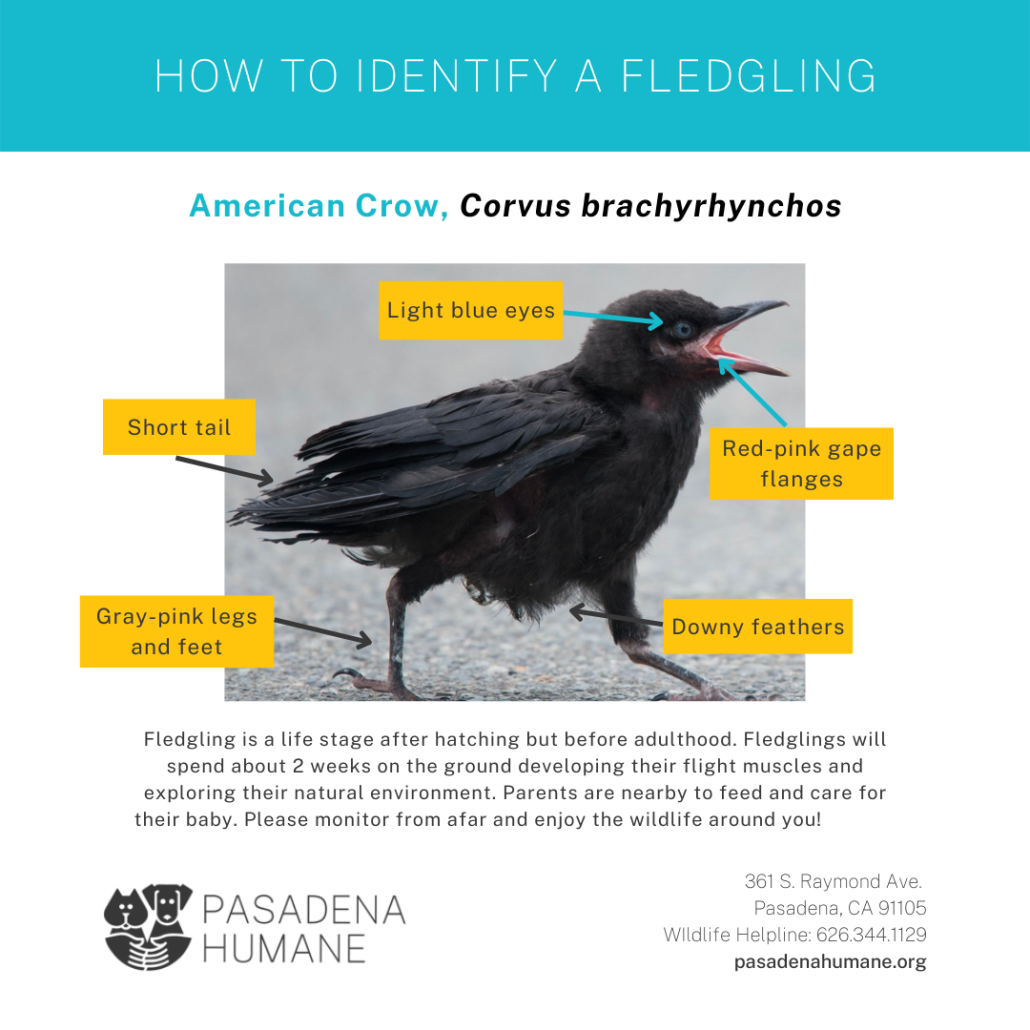 HOW TO IDENTIFY A FLEDGLING
American Crow, Corvus brachyrhynchos
Light blue eyes
Short tail
Red-pink gape
flanges
Gray-pink legs
and feet
Downy feathers
Fledgling is a life stage after hatching but before adulthood. Fledglings will
spend about 2 weeks on the ground developing their flight muscles and
exploring their natural environment. Parents are nearby to feed and care for
their baby. Please monitor from afar and enjoy the wildlife around you!
PASADENA
HUMANE
361 S. Raymond Ave.
Pasadena, CA 91105
WIldlife Helpline: 626.344.1129
pasadenahumane.org